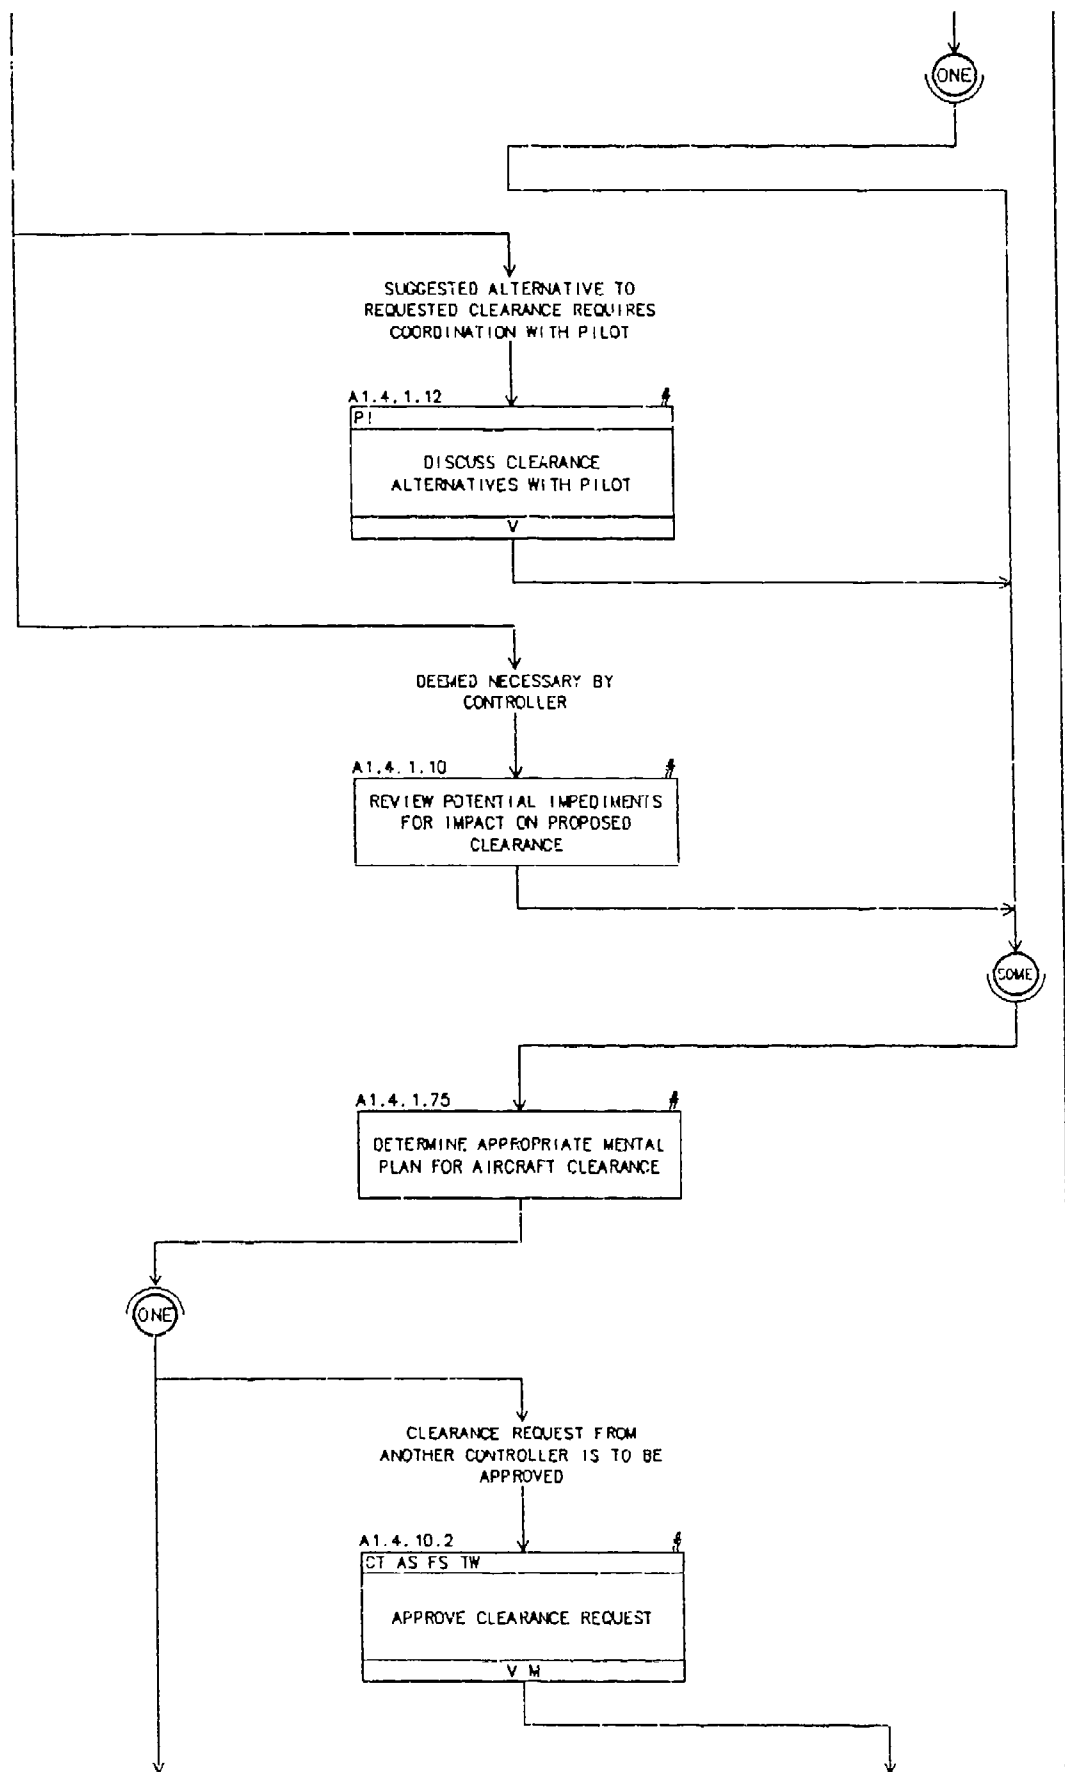 ONE
SUGGESTED ALTERNATIVE TO
REQUESTED CLEARANCE REQUIRES
COORDINATION WITH PILOT
A1.4.1.12
PI
DISCUSS CLEARANCE
ALTERNATIVES WITH PILOT
V
DEEMED NECESSARY BY
CONTROLLER
A1.4.1.10
REVIEW POTENTIAL IMPEDIMENTS
FOR IMPACT ON PROPOSED
CLEARANCE
SOME
A1.4.1.75
DETERMINE APPROPRIATE MENTAL
PLAN FOR AIRCRAFT CLEARANCE
ONE
CLEARANCE REQUEST FROM
ANOTHER CONTROLLER IS TO BE
APPROVED
A1.4.10.2
CT AS FS TW
APPROVE CLEARANCE REQUEST
V M